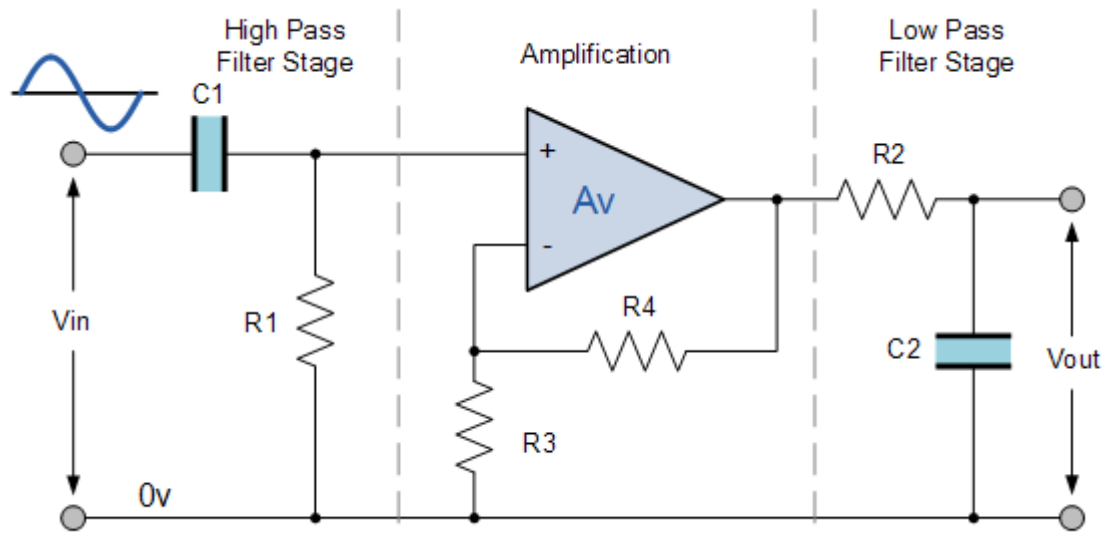 High Pass
Filter Stage
Amplification
Low Pass
Filter Stage
C1
+
Av
-
R2
Vin
R1
R4
C2
Vout
R3
0v